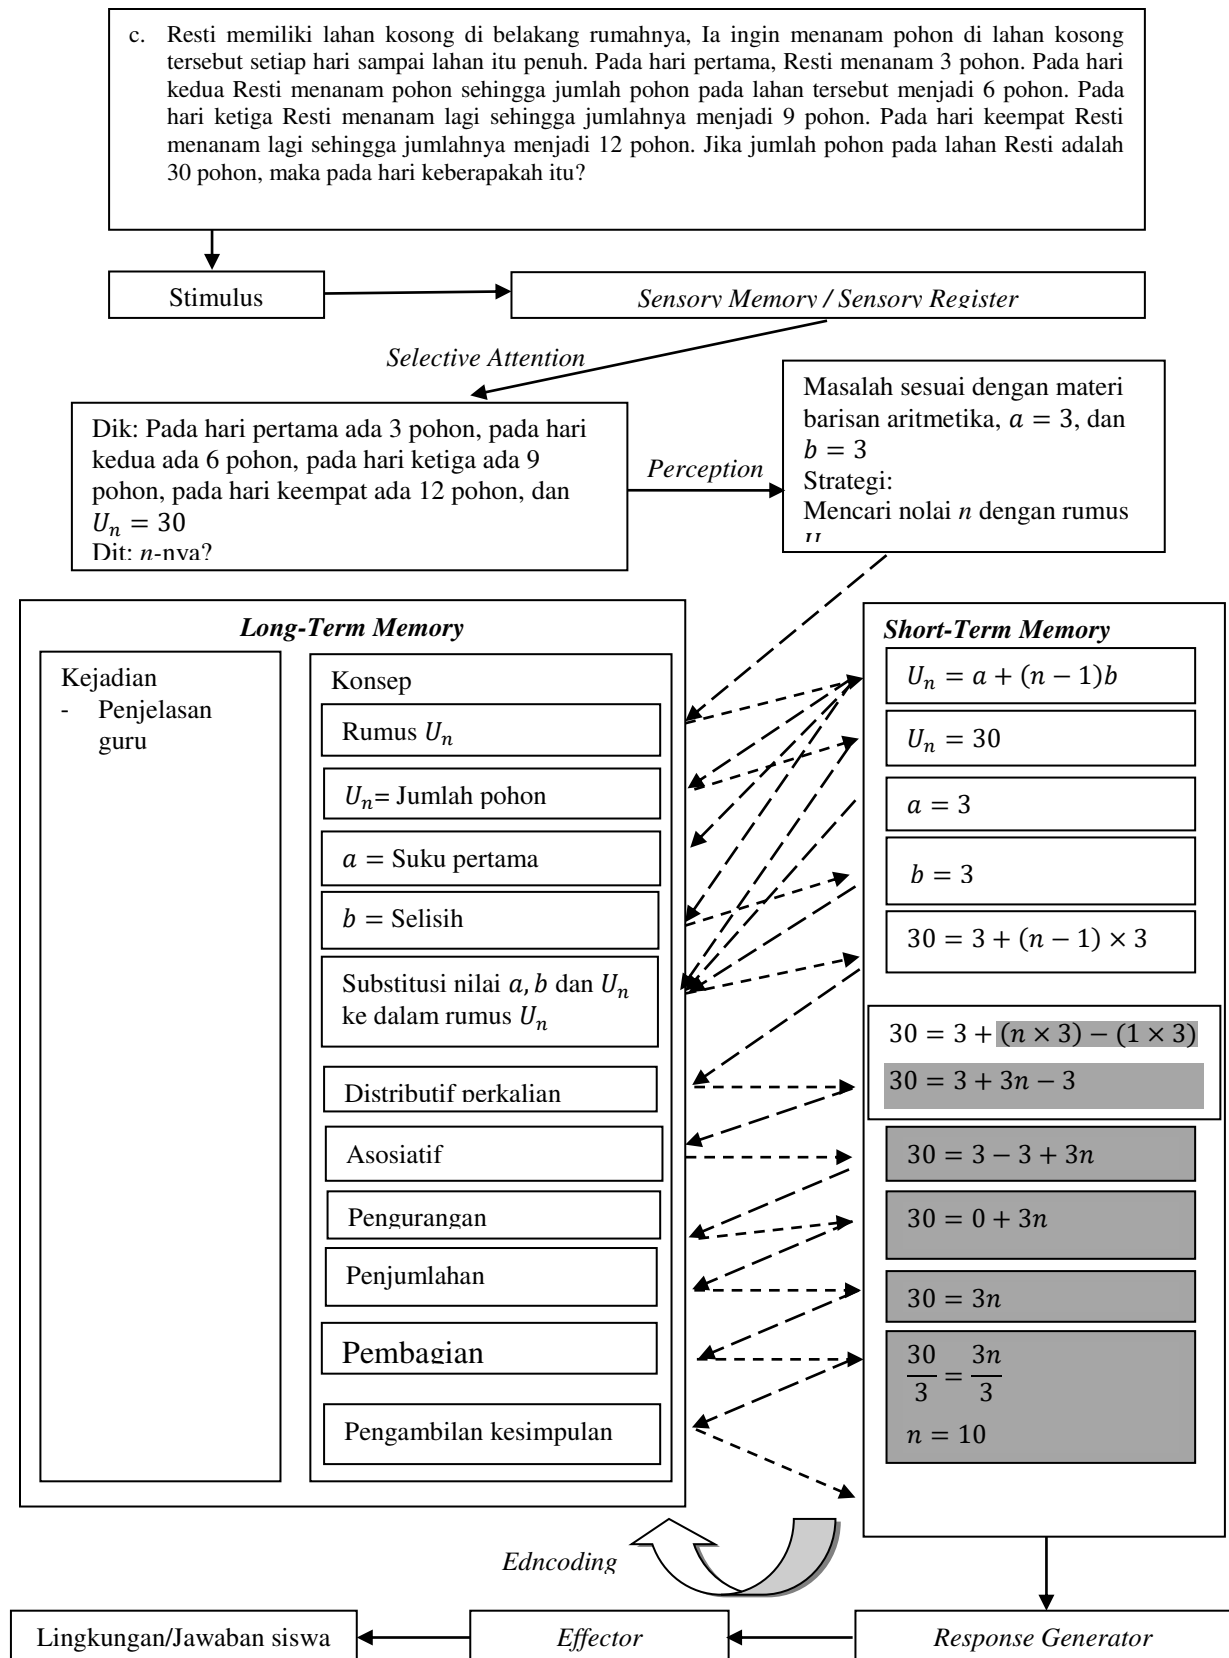 c. Resti memiliki lahan kosong di belakang rumahnya, Ia ingin menanam pohon di lahan kosong
tersebut setiap hari sampai lahan itu penuh. Pada hari pertama, Resti menanam 3 pohon. Pada hari
kedua Resti menanam pohon sehingga jumlah pohon pada lahan tersebut menjadi 6 pohon. Pada
hari ketiga Resti menanam lagi sehingga jumlahnya menjadi 9 pohon. Pada hari keempat Resti
menanam lagi sehingga jumlahnya menjadi 12 pohon. Jika jumlah pohon pada lahan Resti adalah
30 pohon, maka pada hari keberapakah itu?
Stimulus
Sensory Memory / Sensory Register
Selective Attention
Dik: Pada hari pertama ada 3 pohon, pada hari
kedua ada 6 pohon, pada hari ketiga ada 9
pohon, pada hari keempat ada 12 pohon, dan
Uₙ = 30
Dit: n-nya?
Perception
Masalah sesuai dengan materi
barisan aritmetika, a = 3, dan
b = 3
Strategi:
Mencari nolai n dengan rumus
U
Long-Term Memory
Kejadian
- Penjelasan
guru
Konsep
Rumus Uₙ
Uₙ= Jumlah pohon
a = Suku pertama
b = Selisih
Substitusi nilai a, b dan Uₙ
ke dalam rumus Uₙ
Distributif perkalian
Asosiatif
Pengurangan
Penjumlahan
Pembagian
Pengambilan kesimpulan
Short-Term Memory
Uₙ = a + (n − 1)b
Uₙ = 30
a = 3
b = 3
30 = 3 + (n − 1) × 3
30 = 3 + (n × 3) − (1 × 3)
30 = 3 + 3n − 3
30 = 3 − 3 + 3n
30 = 0 + 3n
30 = 3n
30/3 = 3n/3
n = 10
Edncoding
Lingkungan/Jawaban siswa
Effector
Response Generator